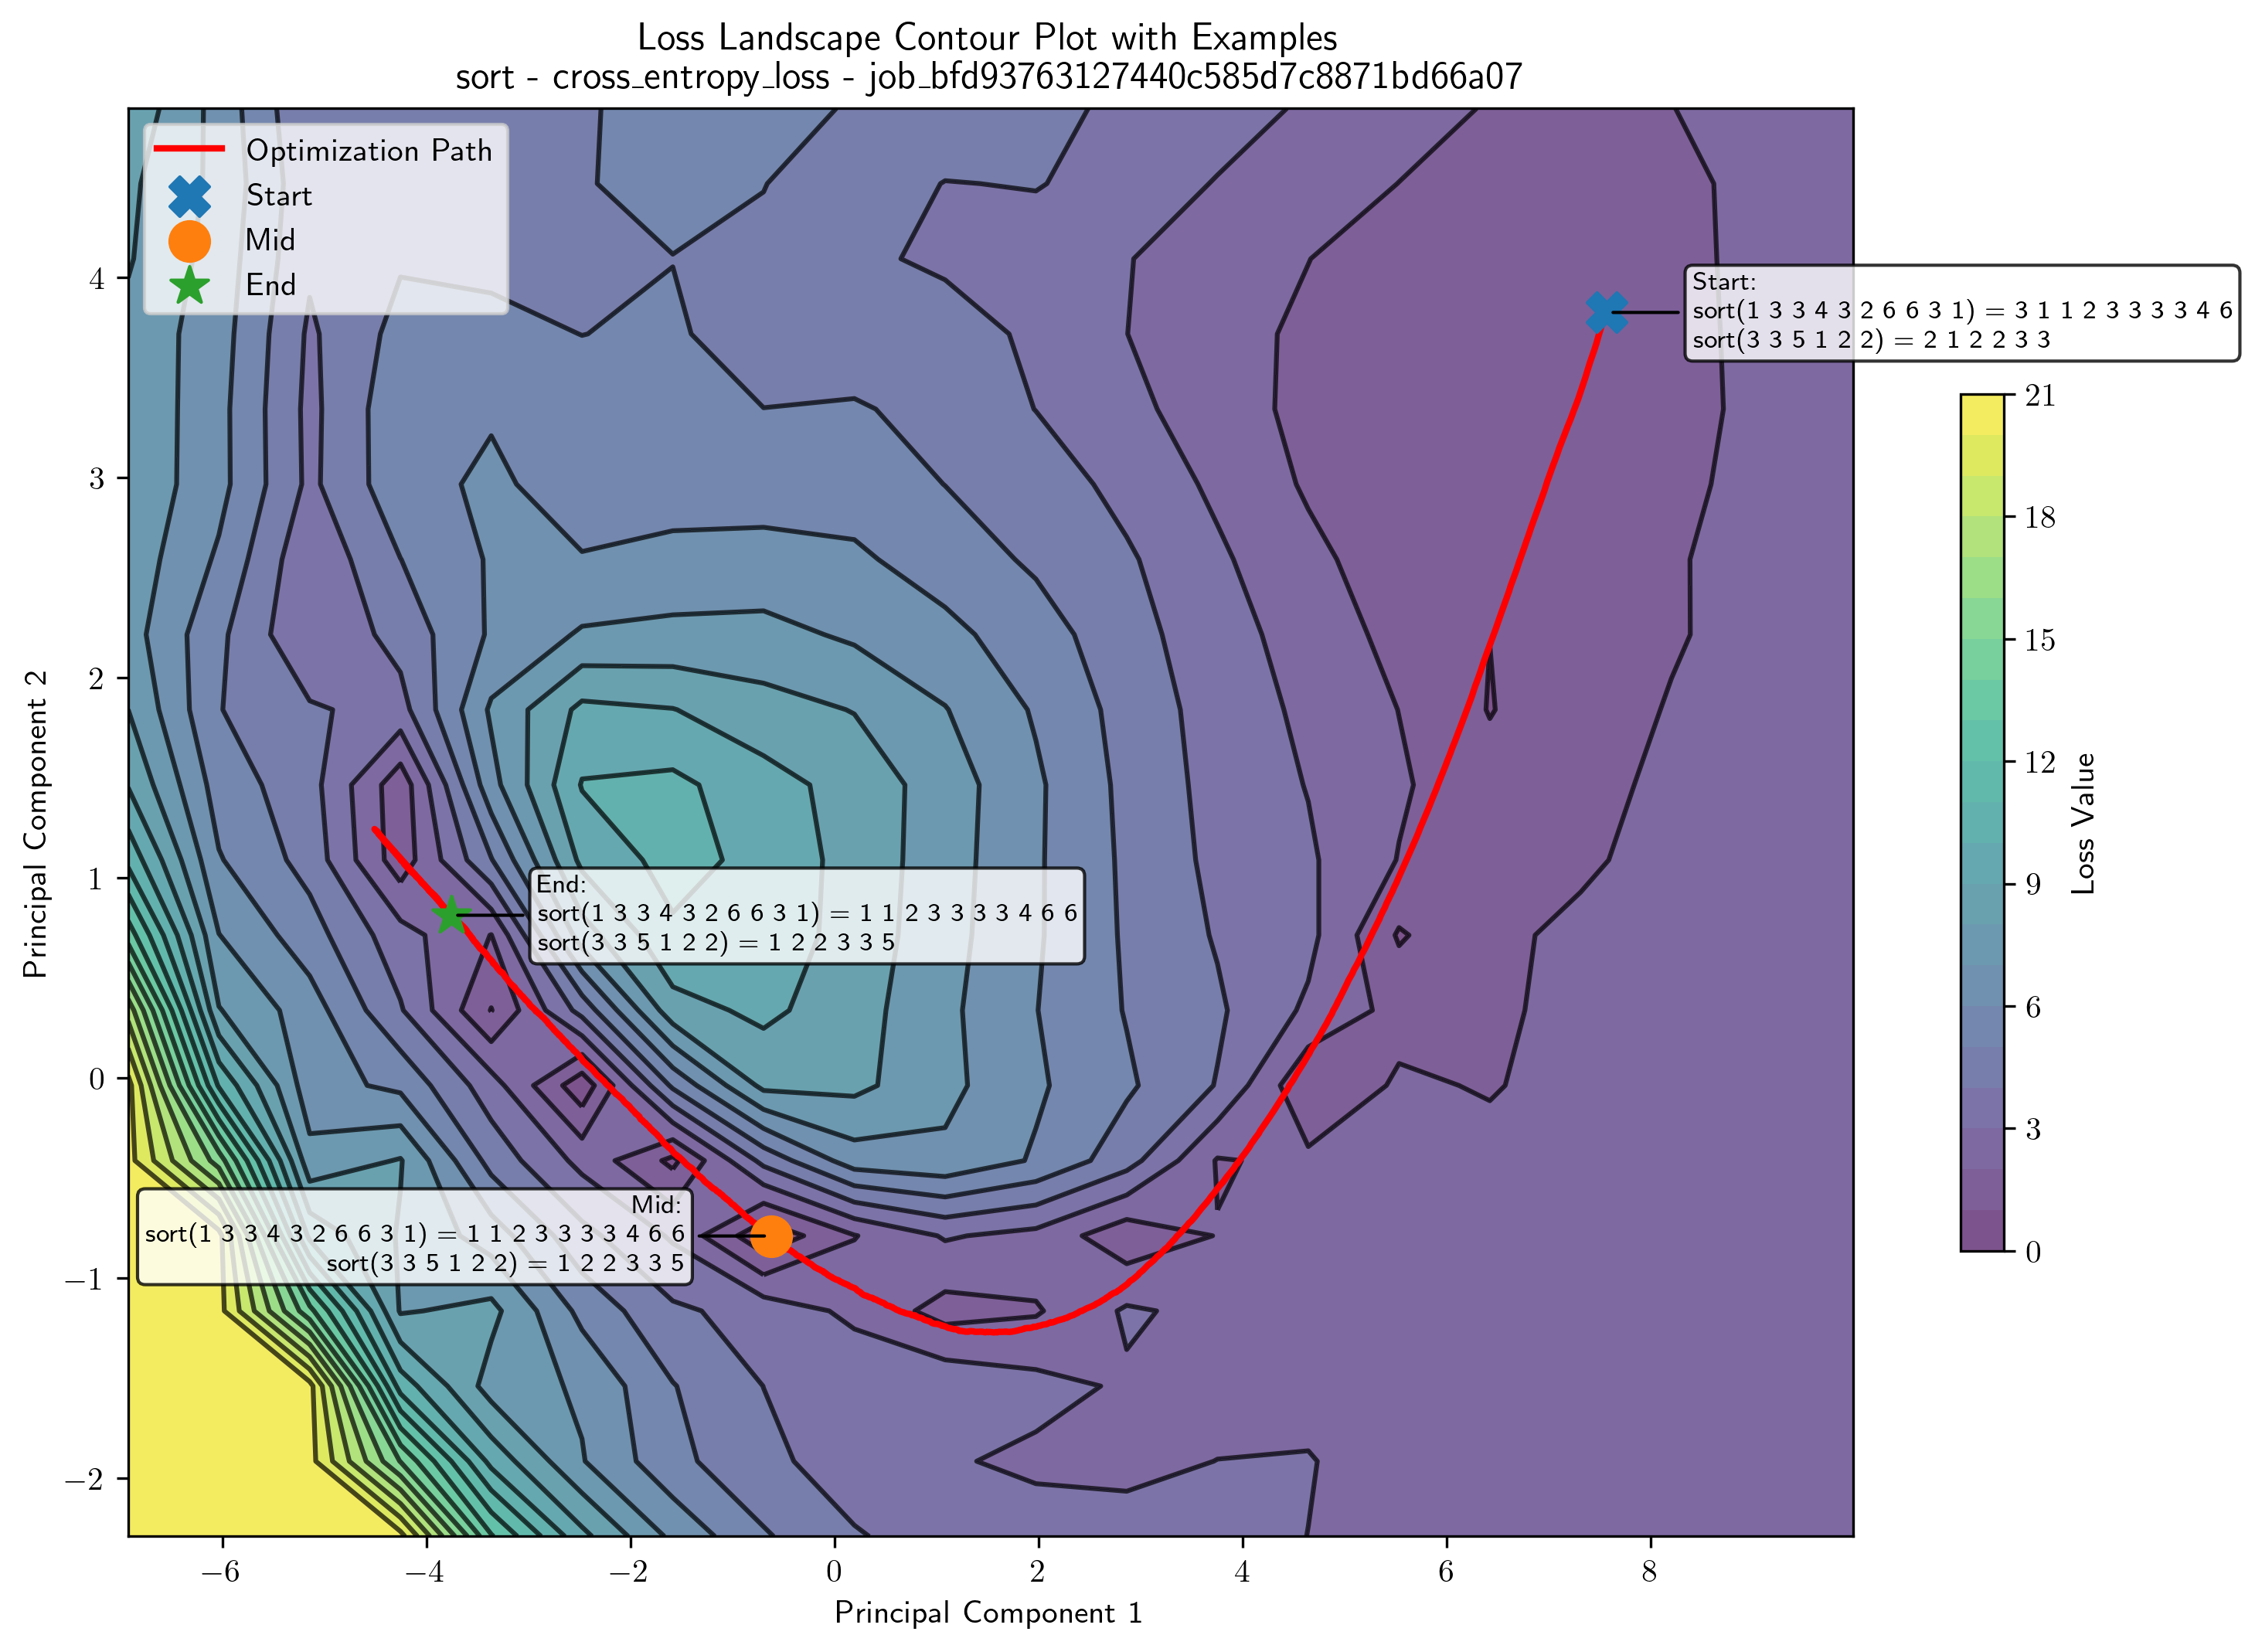 Loss Landscape Contour Plot with Examples
sort - cross_entropy_loss - job_bfd93763127440c585d7c8871bd66a07
Optimization Path
Start
Mid
End
Start:
sort(1 3 3 4 3 2 6 6 3 1) = 3 1 1 2 3 3 3 3 4 6
sort(3 3 5 1 2 2) = 2 1 2 2 3 3
End:
sort(1 3 3 4 3 2 6 6 3 1) = 1 1 2 3 3 3 3 4 6 6
sort(3 3 5 1 2 2) = 1 2 2 3 3 5
Mid:
sort(1 3 3 4 3 2 6 6 3 1) = 1 1 2 3 3 3 3 4 6 6
sort(3 3 5 1 2 2) = 1 2 2 3 3 5
4
3
2
1
0
−1
−2
Principal Component 2
−6
−4
−2
0
2
4
6
8
Principal Component 1
21
18
15
12
9
6
3
0
Loss Value